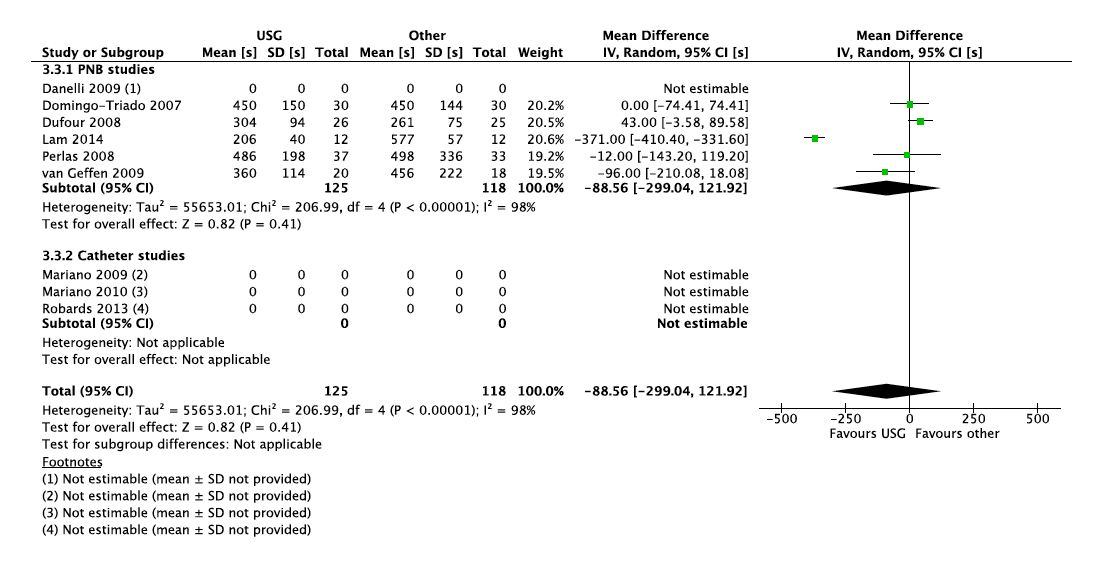 USG Other Mean Difference Mean Difference
Study or Subgroup Mean [s] SD [s] Total Mean [s] SD [s] Total Weight IV, Random, 95% CI [s] IV, Random, 95% CI [s]
3.3.1 PNB studies
Danelli 2009 (1) 0 0 0 0 0 0 Not estimable
Domingo-Triado 2007 450 150 30 450 144 30 20.2% 0.00 [-74.41, 74.41]
Dufour 2008 304 94 26 261 75 25 20.5% 43.00 [-3.58, 89.58]
Lam 2014 206 40 12 577 57 12 20.6% -371.00 [-410.40, -331.60]
Perlas 2008 486 198 37 498 336 33 19.2% -12.00 [-143.20, 119.20]
van Geffen 2009 360 114 20 456 222 18 19.5% -96.00 [-210.08, 18.08]
Subtotal (95% CI) 125 118 100.0% -88.56 [-299.04, 121.92]
Heterogeneity: Tau² = 55653.01; Chi² = 206.99, df = 4 (P < 0.00001); I² = 98%
Test for overall effect: Z = 0.82 (P = 0.41)
3.3.2 Catheter studies
Mariano 2009 (2) 0 0 0 0 0 0 Not estimable
Mariano 2010 (3) 0 0 0 0 0 0 Not estimable
Robards 2013 (4) 0 0 0 0 0 0 Not estimable
Subtotal (95% CI) 0 0 Not estimable
Heterogeneity: Not applicable
Test for overall effect: Not applicable
Total (95% CI) 125 118 100.0% -88.56 [-299.04, 121.92]
Heterogeneity: Tau² = 55653.01; Chi² = 206.99, df = 4 (P < 0.00001); I² = 98%
Test for overall effect: Z = 0.82 (P = 0.41)
Test for subgroup differences: Not applicable
-500 -250 0 250 500
Favours USG Favours other
Footnotes
(1) Not estimable (mean ± SD not provided)
(2) Not estimable (mean ± SD not provided)
(3) Not estimable (mean ± SD not provided)
(4) Not estimable (mean ± SD not provided)